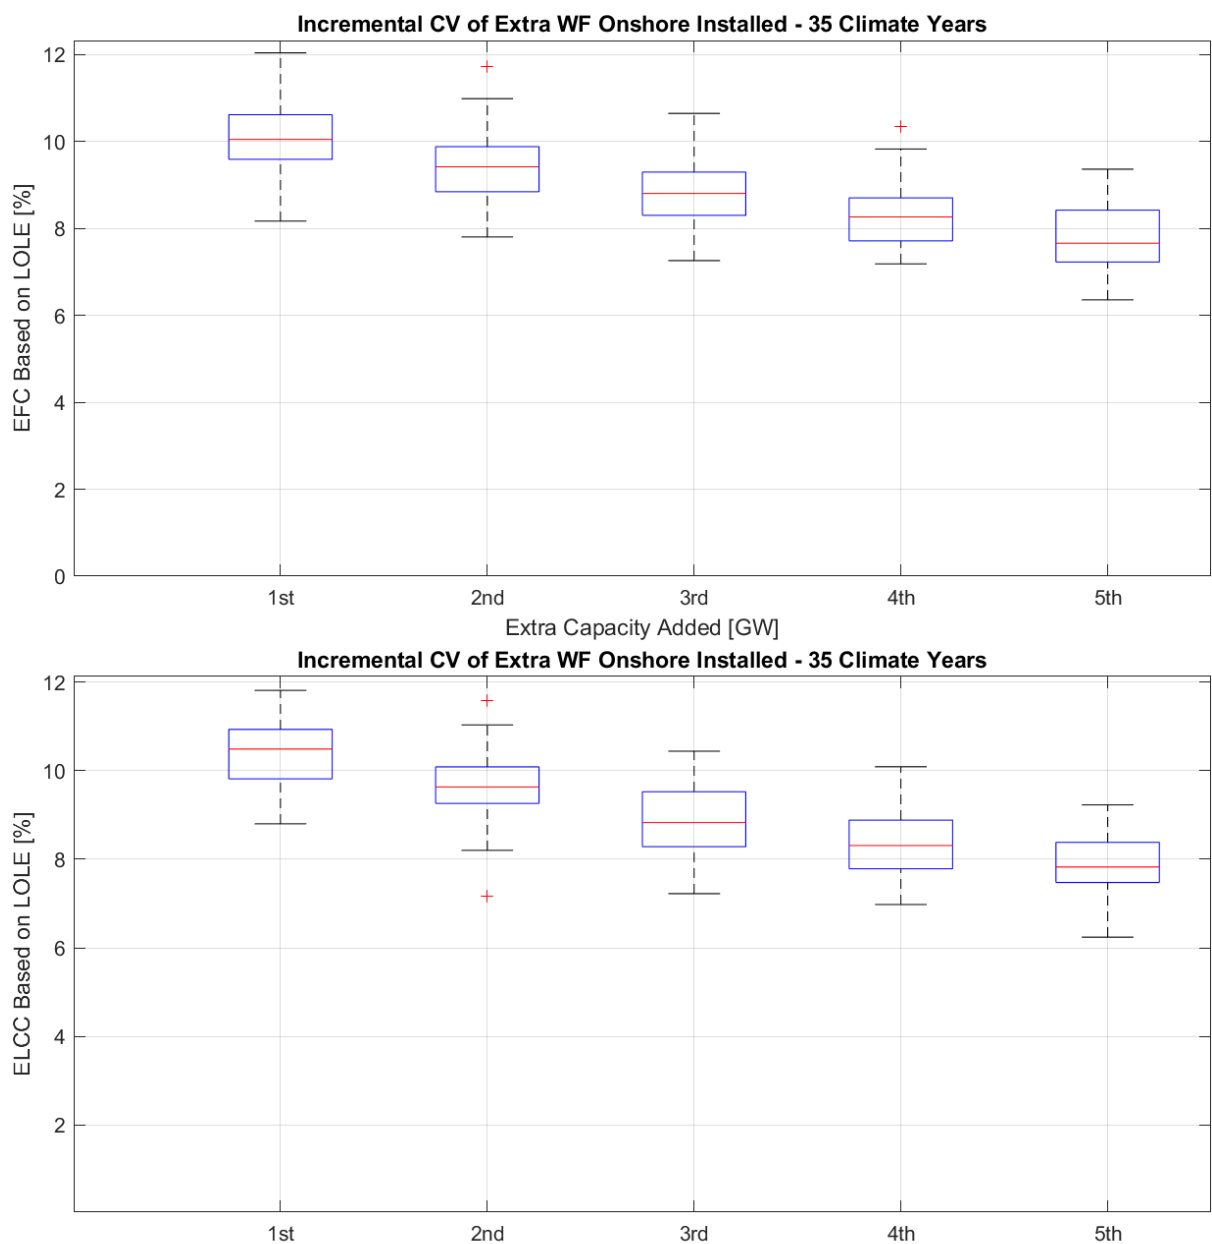 Incremental CV of Extra WF Onshore Installed - 35 Climate Years
EFC Based on LOLE [%]
12
10
8
6
4
2
0
1st 2nd 3rd 4th 5th
Extra Capacity Added [GW]
Incremental CV of Extra WF Onshore Installed - 35 Climate Years
ELCC Based on LOLE [%]
12
10
8
6
4
2
1st 2nd 3rd 4th 5th